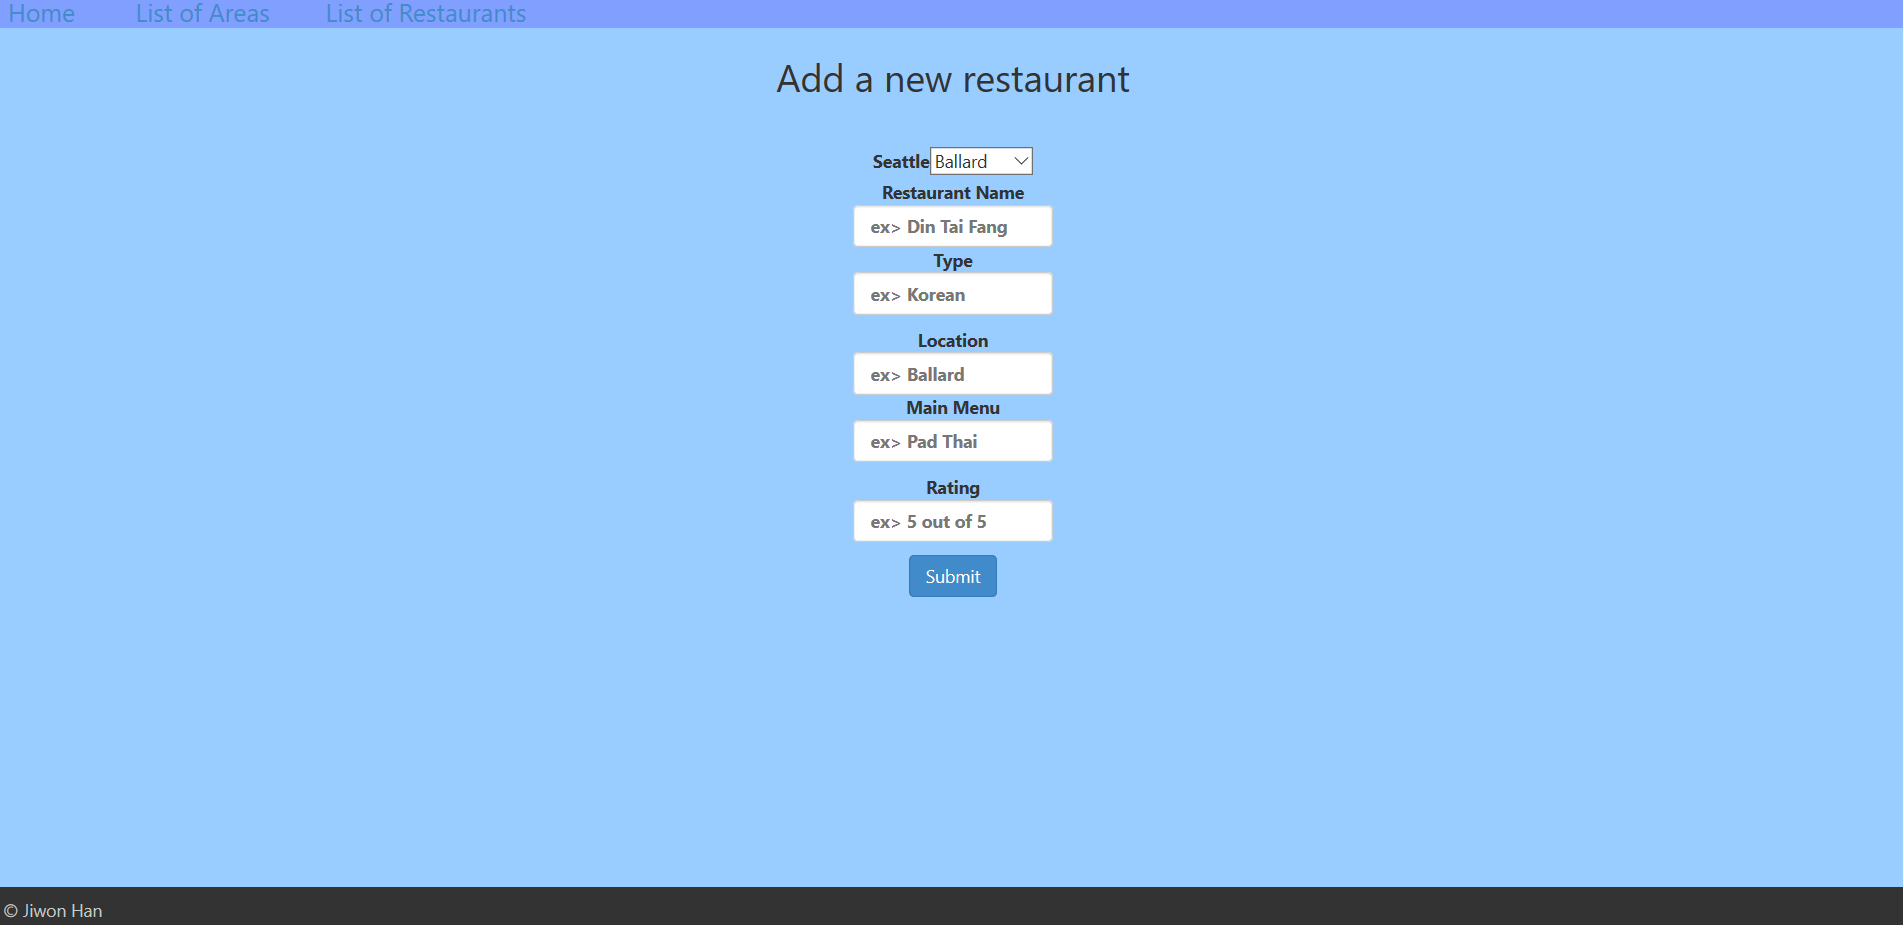 Home List of Areas List of Restaurants
Add a new restaurant
Seattle Ballard
Restaurant Name
ex> Din Tai Fang
Type
ex> Korean
Location
ex> Ballard
Main Menu
ex> Pad Thai
Rating
ex> 5 out of 5
Submit
© Jiwon Han